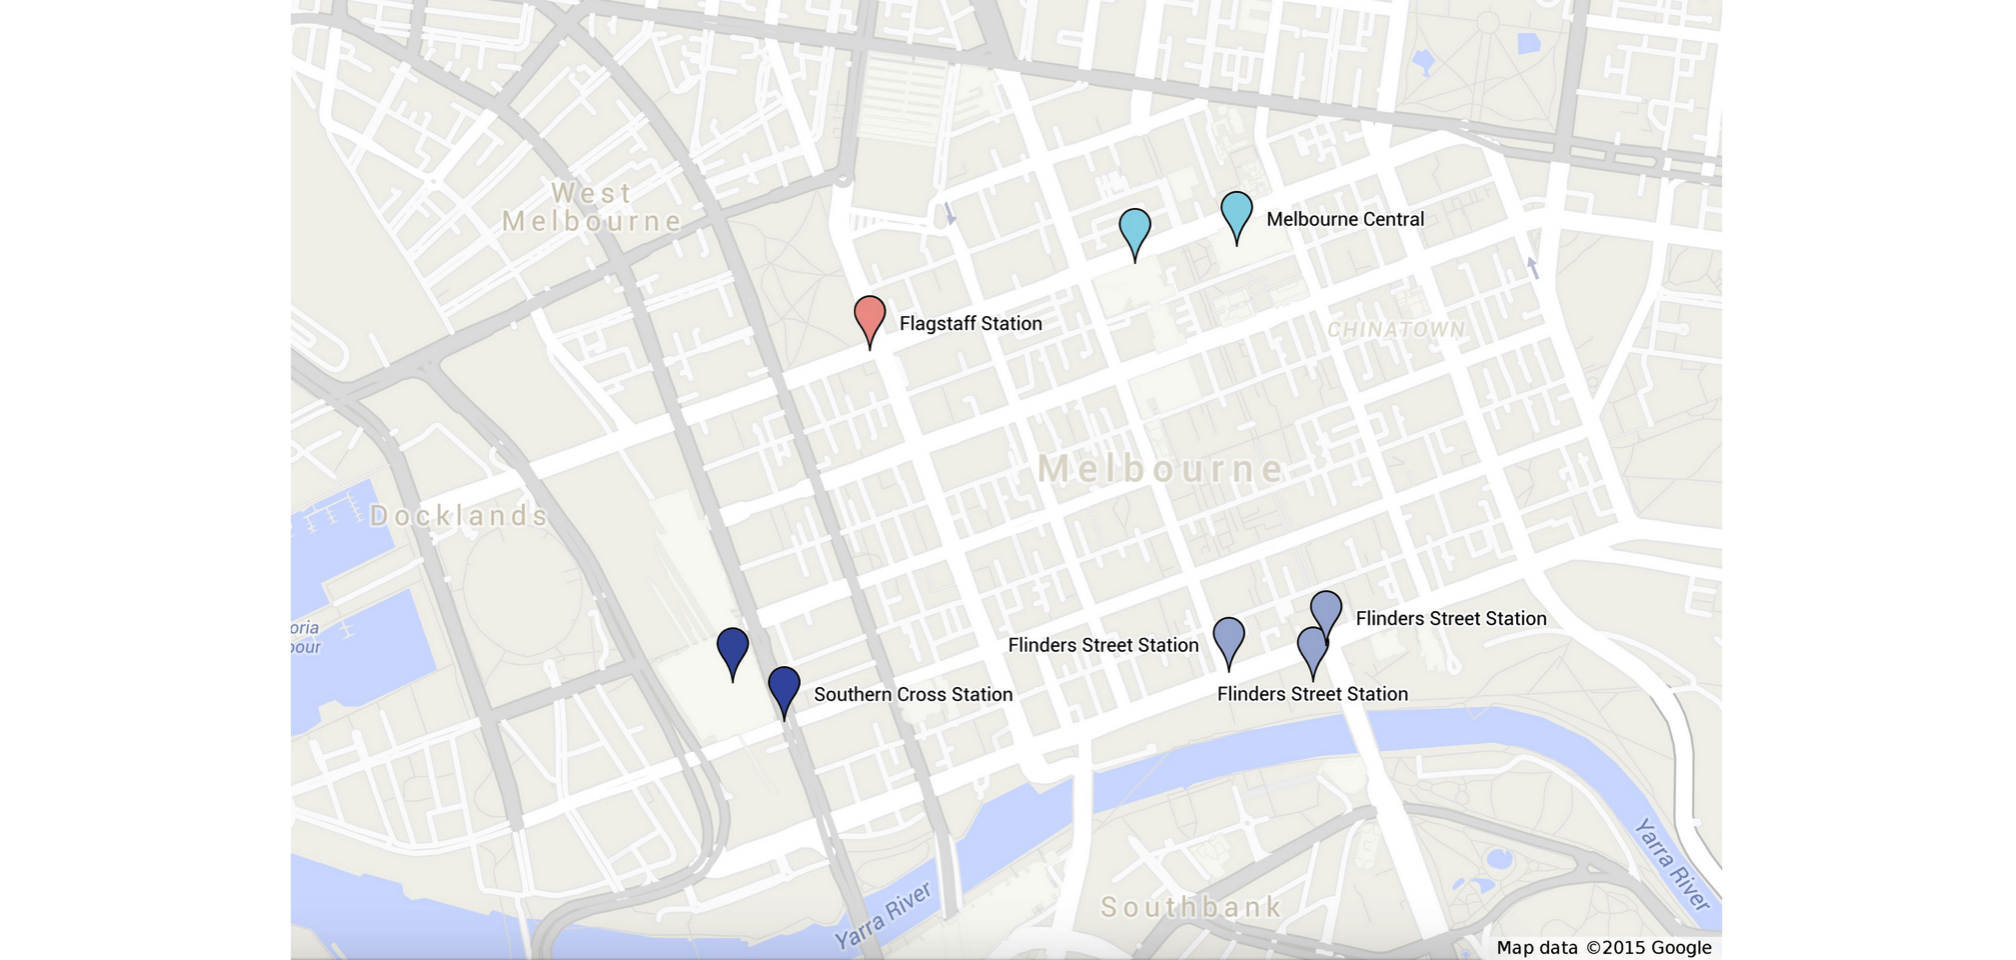 West
Melbourne
Melbourne Central
Flagstaff Station
CHINATOWN
Melbourne
Docklands
oria
bour
Flinders Street Station
Flinders Street Station
Southern Cross Station
Flinders Street Station
Yarra River
Yarra River
Southbank
Map data ©2015 Google